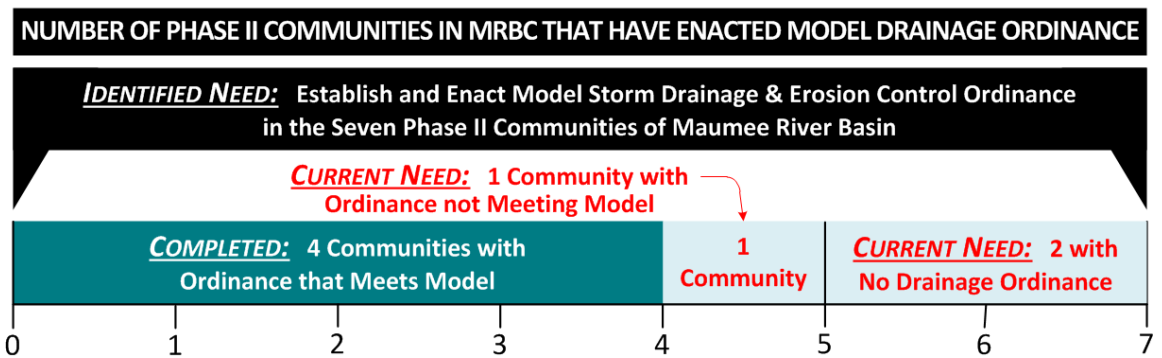 NUMBER OF PHASE II COMMUNITIES IN MRBC THAT HAVE ENACTED MODEL DRAINAGE ORDINANCE
IDENTIFIED NEED: Establish and Enact Model Storm Drainage & Erosion Control Ordinance
in the Seven Phase II Communities of Maumee River Basin
CURRENT NEED: 1 Community with
Ordinance not Meeting Model
COMPLETED: 4 Communities with
Ordinance that Meets Model
1
Community
CURRENT NEED: 2 with
No Drainage Ordinance
0 1 2 3 4 5 6 7